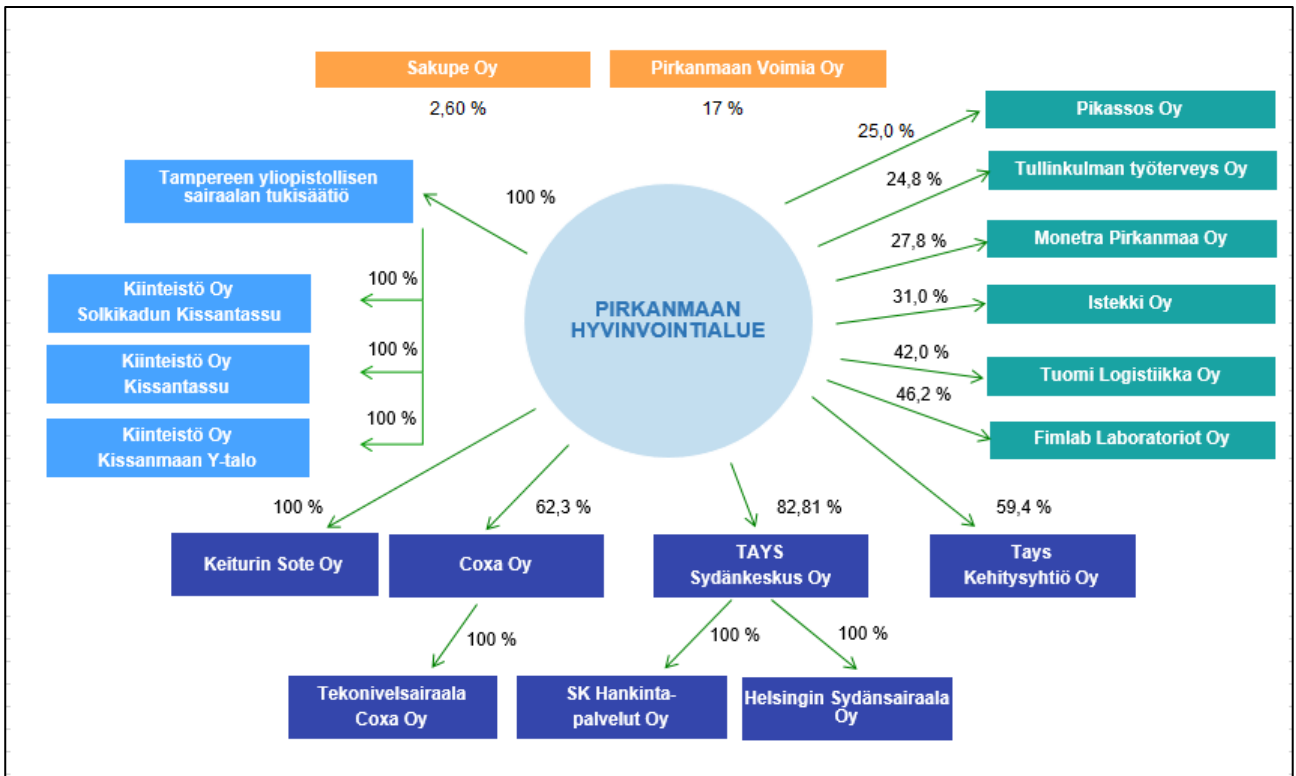 Sakupe Oy
Pirkanmaan Voimia Oy
2,60 %
17 %
Pikassos Oy
25,0 %
Tampereen yliopistollisen
sairaalan tukisäätiö
100 %
Tullinkulman työterveys Oy
24,8 %
Monetra Pirkanmaa Oy
27,8 %
Kiinteistö Oy
Solkikadun Kissantassu
100 %
PIRKANMAAN
HYVINVOINTIALUE
Istekki Oy
31,0 %
Kiinteistö Oy
Kissantassu
100 %
Tuomi Logistiikka Oy
42,0 %
Kiinteistö Oy
Kissanmaan Y-talo
100 %
Fimlab Laboratoriot Oy
46,2 %
100 %
62,3 %
82,81 %
59,4 %
Keiturin Sote Oy
Coxa Oy
TAYS
Sydänkeskus Oy
Tays
Kehitysyhtiö Oy
100 %
100 %
100 %
Tekonivelsairaala
Coxa Oy
SK Hankinta-
palvelut Oy
Helsingin Sydänsairaala
Oy